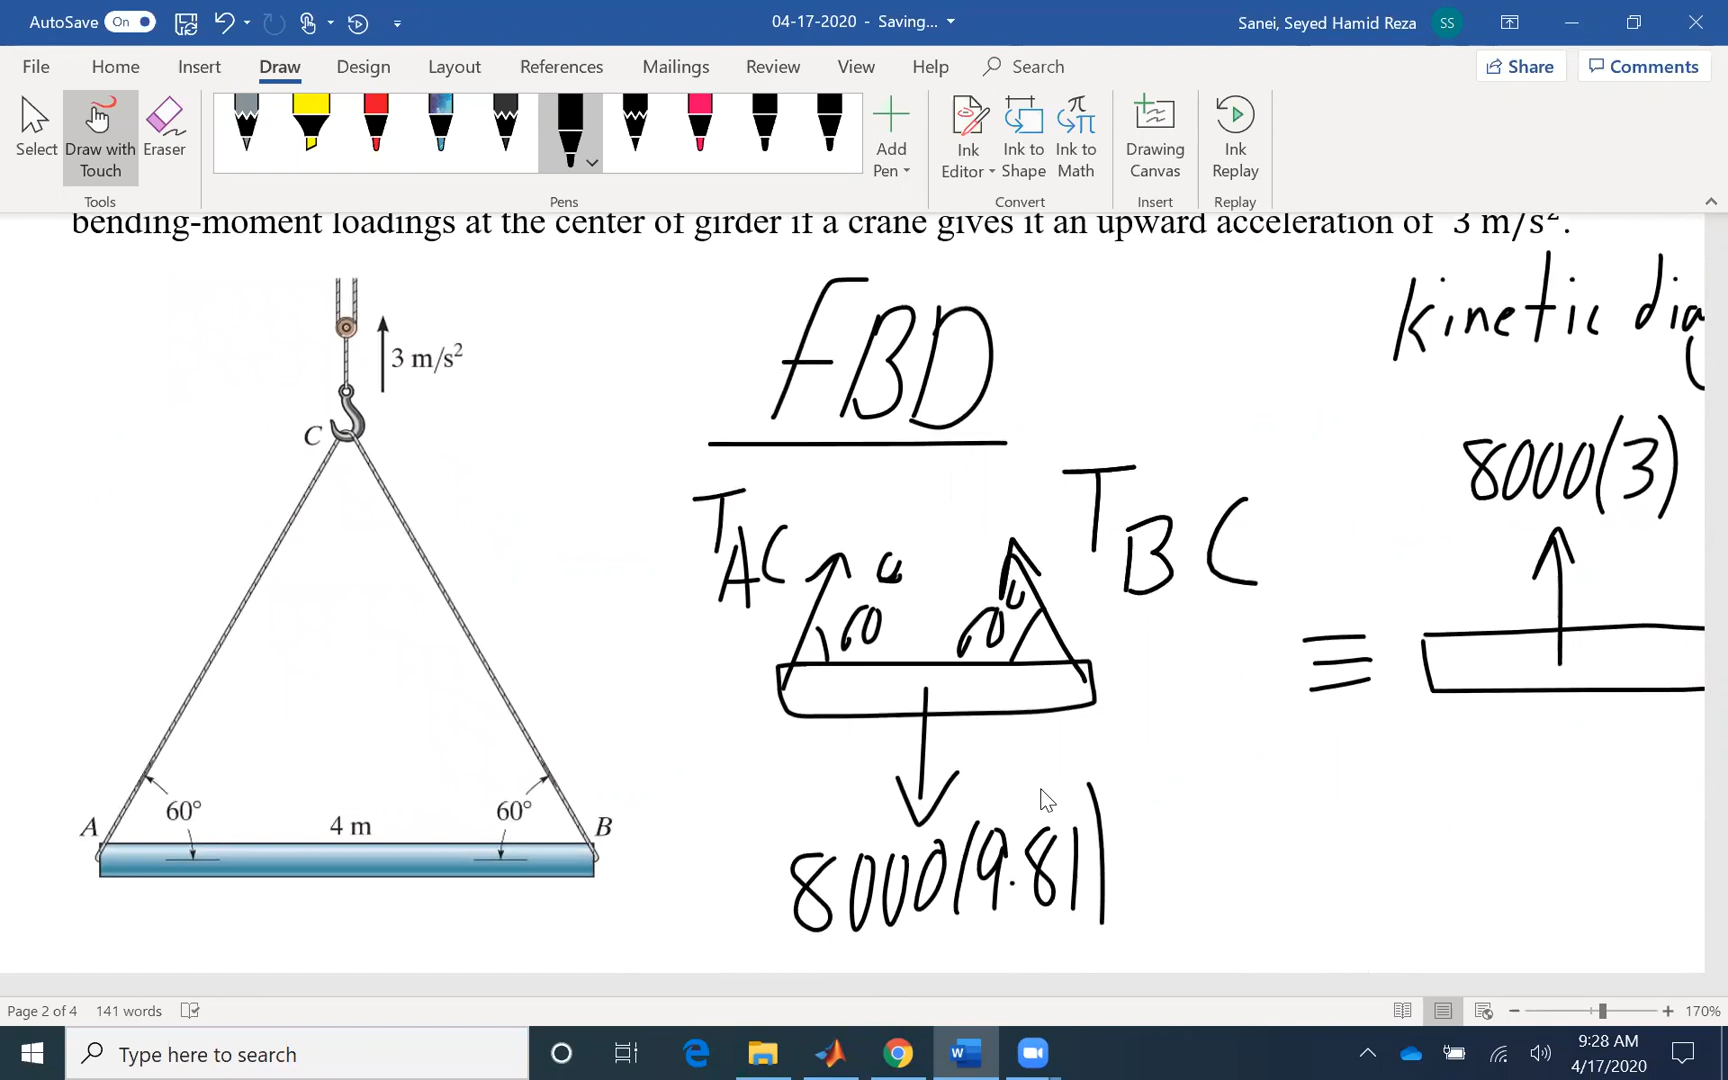 AutoSave On
04-17-2020 - Saving...
Sanei, Seyed Hamid Reza SS
File Home Insert Draw Design Layout References Mailings Review View Help Search Share Comments
Select
Draw with Touch
Eraser
Add Pen
Ink Editor
Ink to Shape
Ink to Math
Drawing Canvas
Ink Replay
Tools Pens Convert Insert Replay
bending-moment loadings at the center of girder if a crane gives it an upward acceleration of 3 m/s².
FBD
kinetic dia
3 m/s²
C
8000(3)
TAC
TBC
60
60
≡
60° 60°
A 4 m B
8000(9.81)
Page 2 of 4 141 words 170%
Type here to search
9:28 AM
4/17/2020